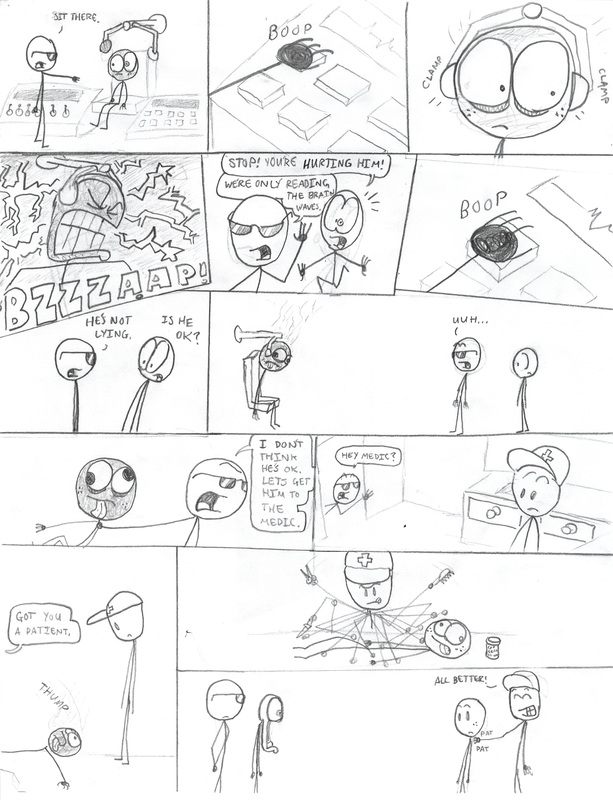 SIT THERE.
BOOP
CLAMP
CLAMP
BZZZAAP!
STOP! YOU'RE HURTING HIM!
WE'RE ONLY READING
THE BRAIN
WAVES.
BOOP
HE'S NOT
LYING.
IS HE
OK?
UUH...
I DON'T
THINK
HE'S OK.
LETS GET
HIM TO
THE
MEDIC.
HEY MEDIC?
GOT YOU
A PATIENT.
THUMP
ALL BETTER!
PAT
PAT